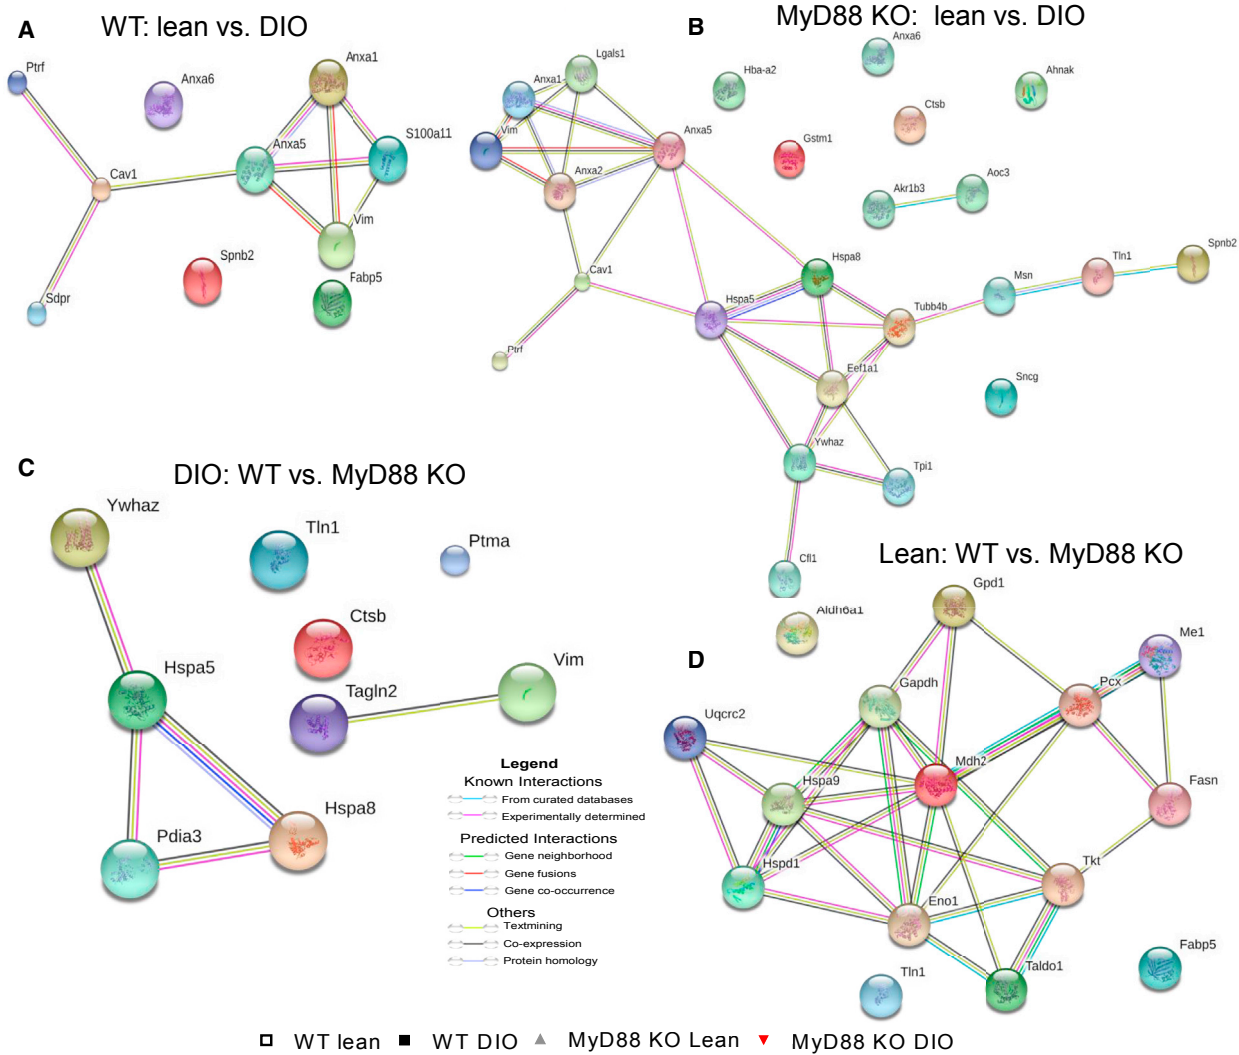 A
WT: lean vs. DIO
Ptrf
Anxa6
Anxa1
Anxa5
S100a11
Cav1
Vim
Spnb2
Fabp5
Sdpr
B
MyD88 KO: lean vs. DIO
Anxa6
Lgals1
Hba-a2
Ahnak
Anxa1
Ctsb
Vim
Anxa5
Gstm1
Anxa2
Akr1b3
Aoc3
Cav1
Hspa8
Msn
Tln1
Spnb2
Hspa5
Tubb4b
Ptrf
Eef1a1
Sncg
Ywhaz
Tpi1
Cfl1
C
DIO: WT vs. MyD88 KO
Ywhaz
Tln1
Ptma
Ctsb
Hspa5
Tagln2
Vim
Pdia3
Hspa8
Legend
Known Interactions
From curated databases
Experimentally determined
Predicted Interactions
Gene neighborhood
Gene fusions
Gene co-occurrence
Others
Textmining
Co-expression
Protein homology
Lean: WT vs. MyD88 KO
D
Aldh6a1
Gpd1
Me1
Gapdh
Pcx
Uqcrc2
Mdh2
Hspa9
Fasn
Hspd1
Tkt
Eno1
Fabp5
Tln1
Taldo1
WT lean WT DIO MyD88 KO Lean MyD88 KO DIO